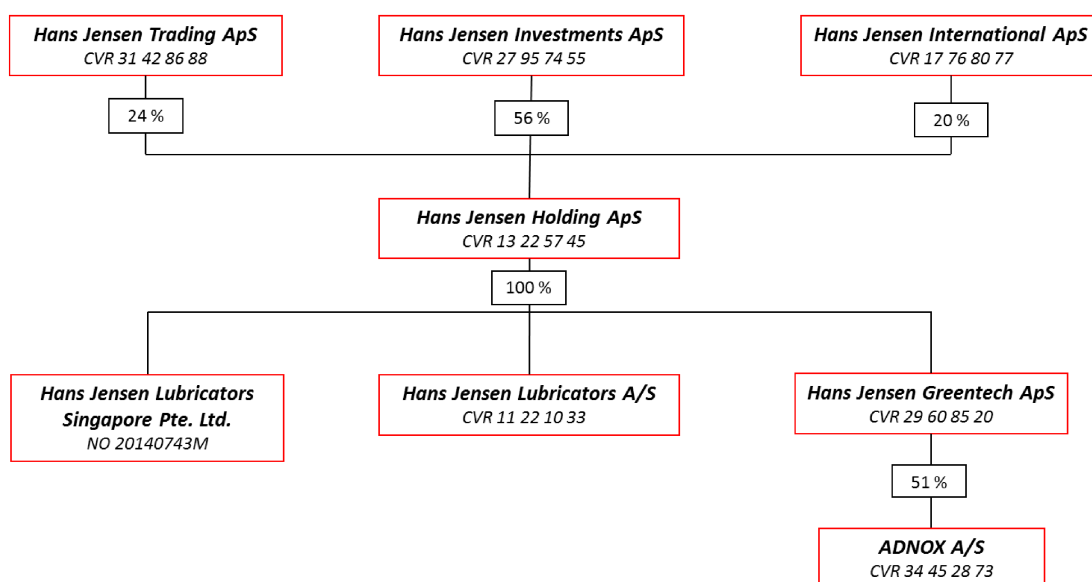 Hans Jensen Trading ApS
CVR 31 42 86 88
Hans Jensen Investments ApS
CVR 27 95 74 55
Hans Jensen International ApS
CVR 17 76 80 77
24 %
56 %
20 %
Hans Jensen Holding ApS
CVR 13 22 57 45
100 %
Hans Jensen Lubricators
Singapore Pte. Ltd.
NO 20140743M
Hans Jensen Lubricators A/S
CVR 11 22 10 33
Hans Jensen Greentech ApS
CVR 29 60 85 20
51 %
ADNOX A/S
CVR 34 45 28 73